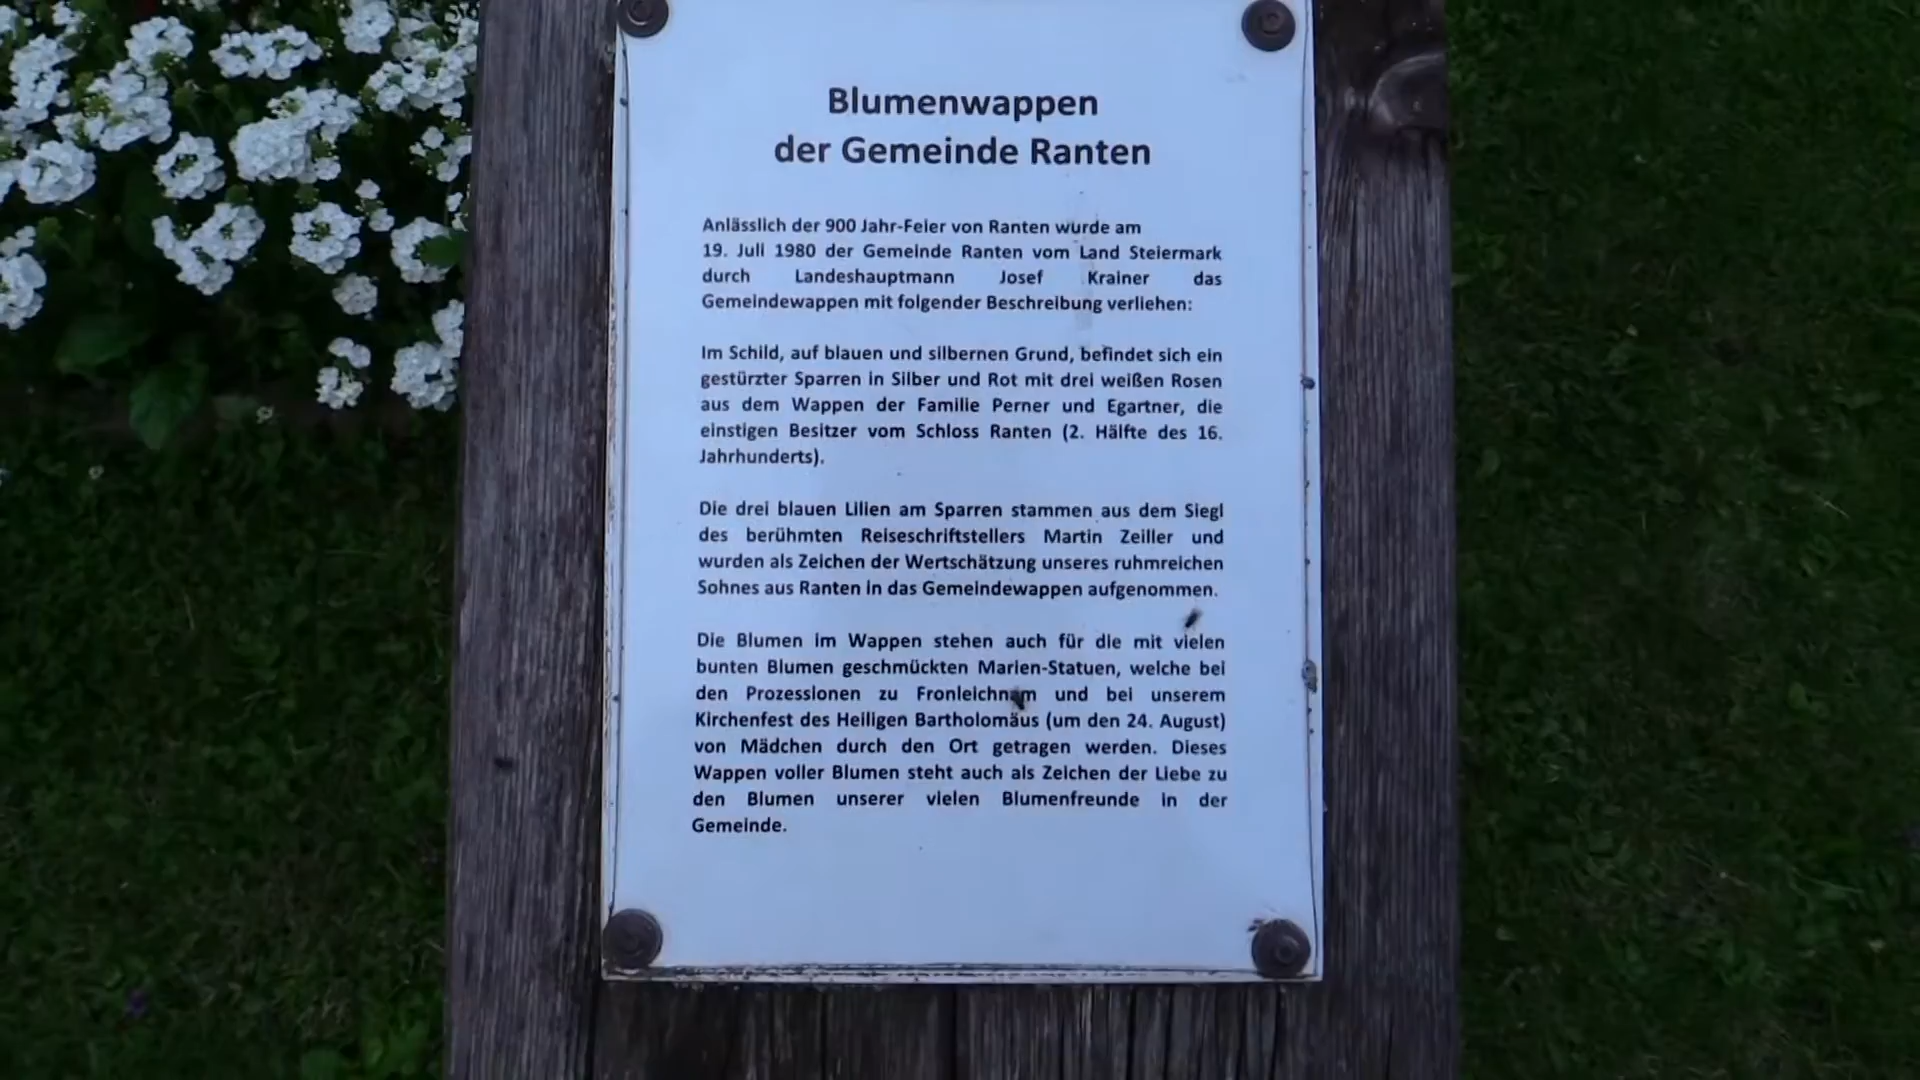 Blumenwappen
der Gemeinde Ranten
Anlässlich der 900 Jahr-Feier von Ranten wurde am
19. Juli 1980 der Gemeinde Ranten vom Land Steiermark
durch Landeshauptmann Josef Krainer das
Gemeindewappen mit folgender Beschreibung verliehen:
Im Schild, auf blauen und silbernen Grund, befindet sich ein
gestürzter Sparren in Silber und Rot mit drei weißen Rosen
aus dem Wappen der Familie Perner und Egartner, die
einstigen Besitzer vom Schloss Ranten (2. Hälfte des 16.
Jahrhunderts).
Die drei blauen Lilien am Sparren stammen aus dem Siegl
des berühmten Reiseschriftstellers Martin Zeiller und
wurden als Zeichen der Wertschätzung unseres ruhmreichen
Sohnes aus Ranten in das Gemeindewappen aufgenommen.
Die Blumen im Wappen stehen auch für die mit vielen
bunten Blumen geschmückten Marien-Statuen, welche bei
den Prozessionen zu Fronleichnam und bei unserem
Kirchenfest des Heiligen Bartholomäus (um den 24. August)
von Mädchen durch den Ort getragen werden. Dieses
Wappen voller Blumen steht auch als Zeichen der Liebe zu
den Blumen unserer vielen Blumenfreunde in der
Gemeinde.